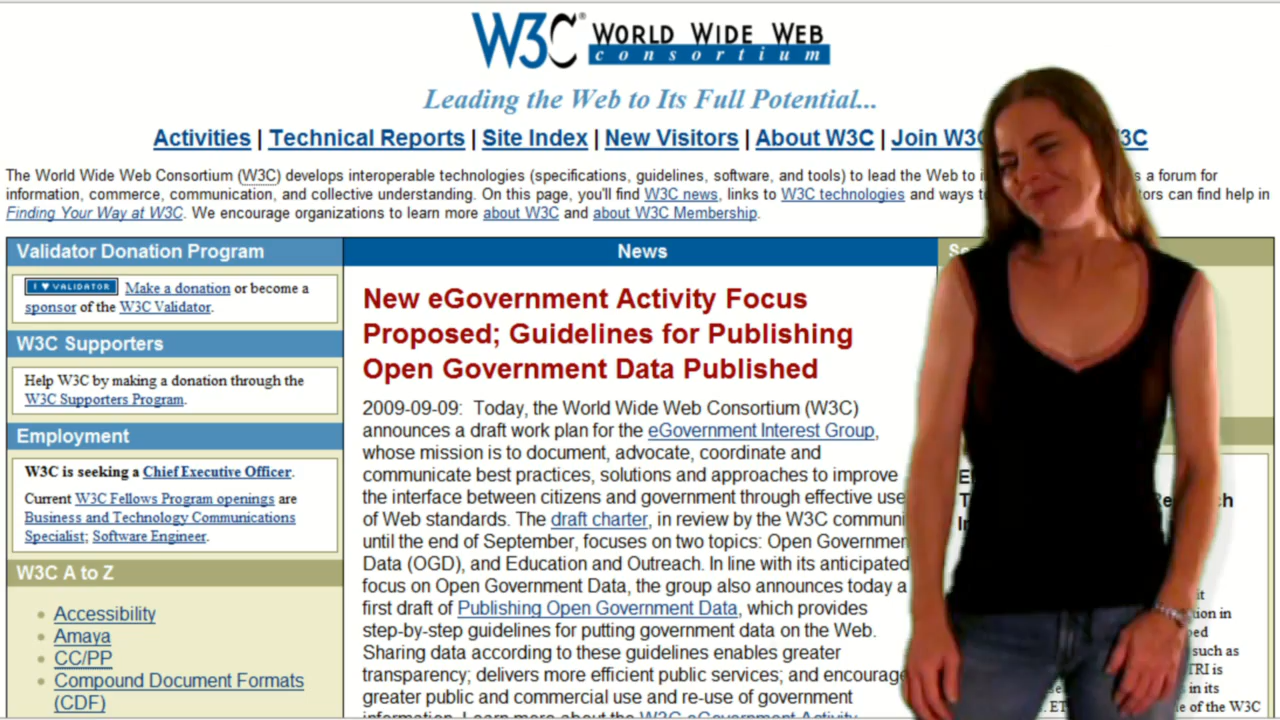 W3C® WORLD WIDE WEB
consortium
Leading the Web to Its Full Potential...
Activities | Technical Reports | Site Index | New Visitors | About W3C | Join W3C
The World Wide Web Consortium (W3C) develops interoperable technologies (specifications, guidelines, software, and tools) to lead the Web to
information, commerce, communication, and collective understanding. On this page, you'll find W3C news, links to W3C technologies and ways
Finding Your Way at W3C. We encourage organizations to learn more about W3C and about W3C Membership.
s a forum for
can find help in
Validator Donation Program
I ♥ VALIDATOR Make a donation or become a
sponsor of the W3C Validator.
W3C Supporters
Help W3C by making a donation through the
W3C Supporters Program.
Employment
W3C is seeking a Chief Executive Officer.
Current W3C Fellows Program openings are
Business and Technology Communications
Specialist; Software Engineer.
W3C A to Z
• Accessibility
• Amaya
• CC/PP
• Compound Document Formats
(CDF)
News
New eGovernment Activity Focus
Proposed; Guidelines for Publishing
Open Government Data Published
2009-09-09: Today, the World Wide Web Consortium (W3C)
announces a draft work plan for the eGovernment Interest Group,
whose mission is to document, advocate, coordinate and
communicate best practices, solutions and approaches to improve
the interface between citizens and government through effective use
of Web standards. The draft charter, in review by the W3C communi
until the end of September, focuses on two topics: Open Governmen
Data (OGD), and Education and Outreach. In line with its anticipated
focus on Open Government Data, the group also announces today a
first draft of Publishing Open Government Data, which provides
step-by-step guidelines for putting government data on the Web.
Sharing data according to these guidelines enables greater
transparency; delivers more efficient public services; and encourage
greater public and commercial use and re-use of government
information. Learn more about the W3C eGovernment Activity
such as
TRI is
in its
of the W3C